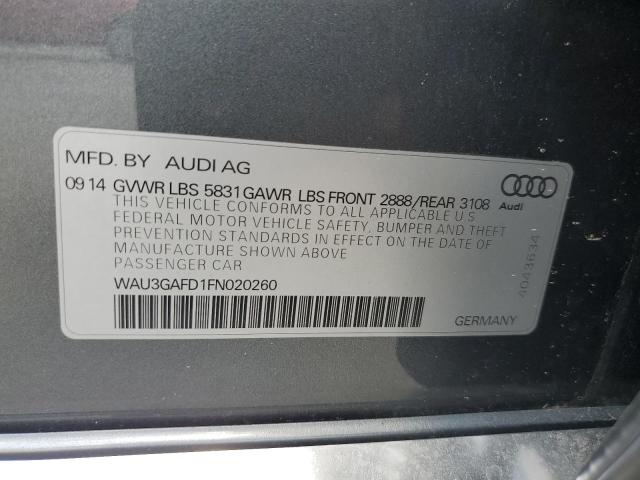 MFD. BY AUDI AG
09 14 GVWR LBS 5831 GAWR LBS FRONT 2888/REAR 3108
THIS VEHICLE CONFORMS TO ALL APPLICABLE U.S
FEDERAL MOTOR VEHICLE SAFETY, BUMPER AND THEFT
PREVENTION STANDARDS IN EFFECT ON THE DATE OF
MANUFACTURE SHOWN ABOVE
PASSENGER CAR
WAU3GAFD1FN020260
Audi
4043634
GERMANY